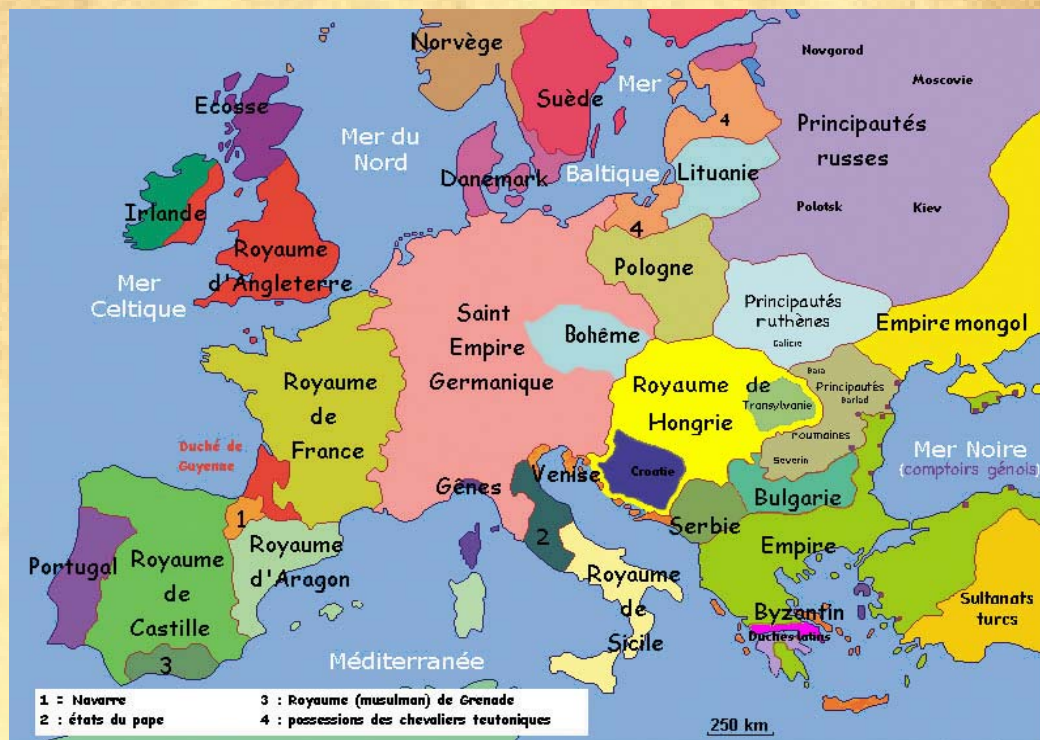 Norvège
Suède
Mer
Baltique
Novgorod
Moscovie
Principautés
russes
Polotsk
Kiev
Ecosse
Mer du
Nord
Danemark
4
Lituanie
Irlande
Royaume
d'Angleterre
Mer
Celtique
4
Pologne
Saint
Empire
Germanique
Bohême
Principautés
ruthènes
Galicie
Empire mongol
Royaume
de
France
Royaume de
Hongrie
Transylvanie
Principautés
Barlad
roumaines
Severin
Duché de
Guyenne
Mer Noire
(comptoirs génois)
Gênes
Venise
Croatie
Bulgarie
Serbie
1
2
Portugal
Royaume
de
Castille
Royaume
d'Aragon
Royaume
de
Sicile
Empire
Byzantin
Duchés latins
Sultanats
turcs
3
Méditerranée
1 = Navarre
2 : états du pape
3 : Royaume (musulman) de Grenade
4 : possessions des chevaliers teutoniques
250 km